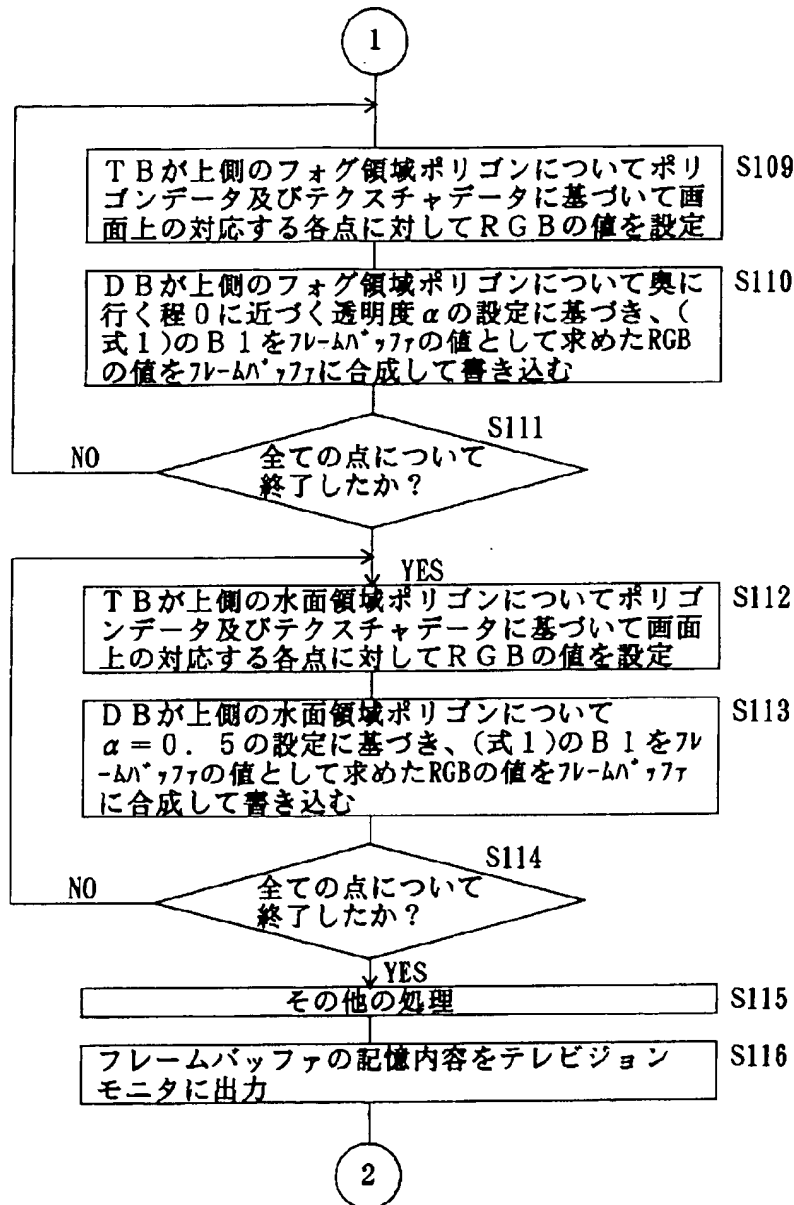 1
TBが上側のフォグ領域ポリゴンについてポリ
ゴンデータ及びテクスチャデータに基づいて画
面上の対応する各点に対してRGBの値を設定
S109
DBが上側のフォグ領域ポリゴンについて奥に
行く程0に近づく透明度αの設定に基づき、(
式1)のB1をフレームバッファの値として求めたRGB
の値をフレームバッファに合成して書き込む
S110
S111
全ての点について
終了したか?
NO
YES
TBが上側の水面領域ポリゴンについてポリゴ
ンデータ及びテクスチャデータに基づいて画面
上の対応する各点に対してRGBの値を設定
S112
DBが上側の水面領域ポリゴンについて
α=0.5の設定に基づき、(式1)のB1をフレ
ームバッファの値として求めたRGBの値をフレームバッファ
に合成して書き込む
S113
S114
全ての点について
終了したか?
NO
YES
その他の処理
S115
フレームバッファの記憶内容をテレビジョン
モニタに出力
S116
2